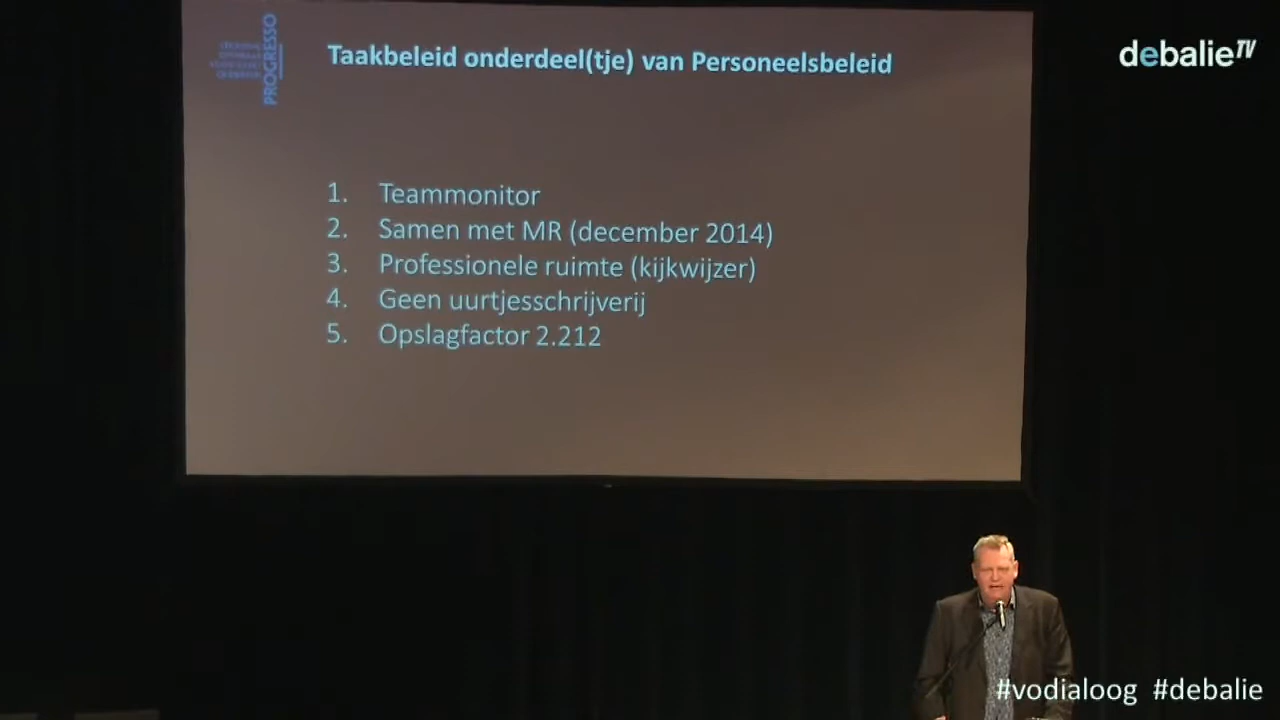 PROGRESSO
Taakbeleid onderdeel(tje) van Personeelsbeleid
debalieTV
1. Teammonitor
2. Samen met MR (december 2014)
3. Professionele ruimte (kijkwijzer)
4. Geen uurtjesschrijverij
5. Opslagfactor 2.212
#vodialoog #debalie